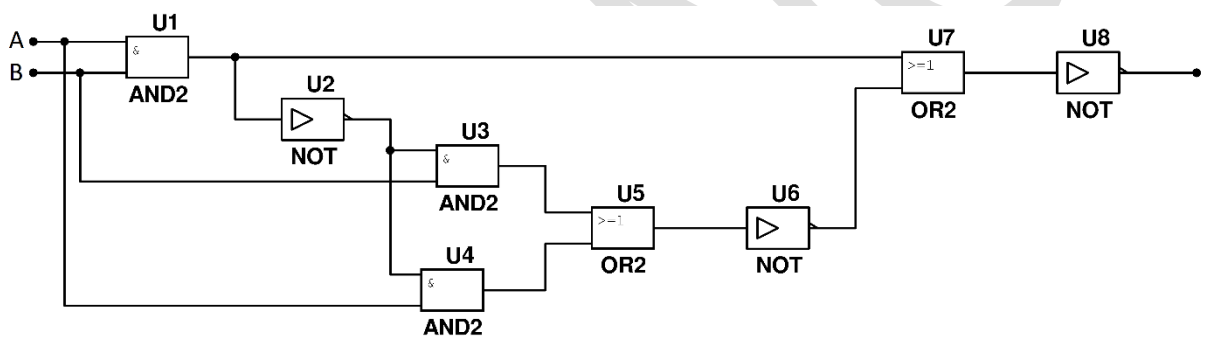 A
B
U1
&
AND2
U2
NOT
U3
&
AND2
U4
&
AND2
U5
>=1
OR2
U6
NOT
U7
>=1
OR2
U8
NOT